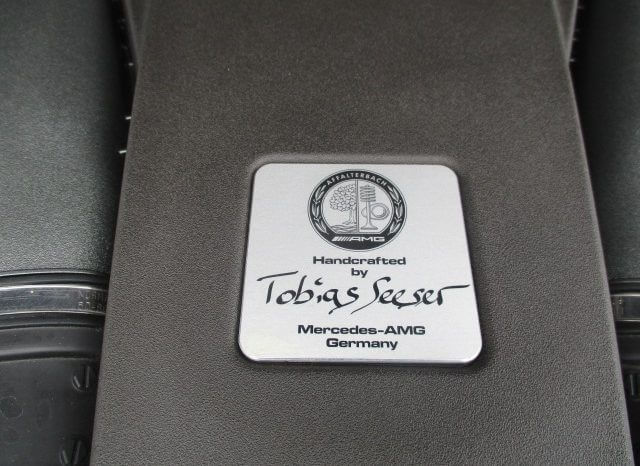 AFFALTERBACH
AMG
Handcrafted
by
Tobias Seeser
Mercedes-AMG
Germany